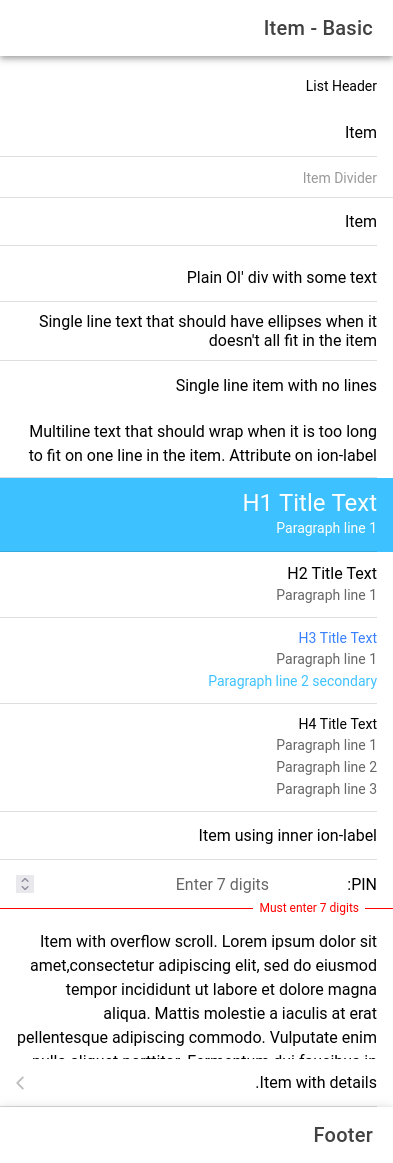 Item - Basic
List Header
Item
Item Divider
Item
Plain Ol' div with some text
Single line text that should have ellipses when it
doesn't all fit in the item
Single line item with no lines
Multiline text that should wrap when it is too long
to fit on one line in the item. Attribute on ion-label
H1 Title Text
Paragraph line 1
H2 Title Text
Paragraph line 1
H3 Title Text
Paragraph line 1
Paragraph line 2 secondary
H4 Title Text
Paragraph line 1
Paragraph line 2
Paragraph line 3
Item using inner ion-label
:PIN Enter 7 digits
Must enter 7 digits
Item with overflow scroll. Lorem ipsum dolor sit
amet,consectetur adipiscing elit, sed do eiusmod
tempor incididunt ut labore et dolore magna
aliqua. Mattis molestie a iaculis at erat
pellentesque adipiscing commodo. Vulputate enim
.Item with details
Footer